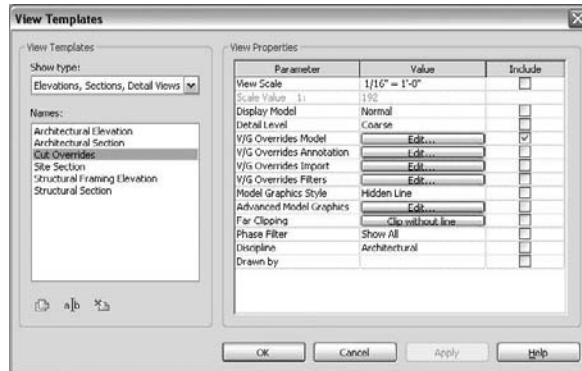 View Templates
View Templates
Show type:
Elevations, Sections, Detail Views
Names:
Architectural Elevation
Architectural Section
Cut Overrides
Site Section
Structural Framing Elevation
Structural Section
View Properties
Parameter Value Include
View Scale 1/16" = 1'-0"
Scale Value 1: 192
Display Model Normal
Detail Level Coarse
V/G Overrides Model Edit...
V/G Overrides Annotation Edit...
V/G Overrides Import Edit...
V/G Overrides Filters Edit...
Model Graphics Style Hidden Line
Advanced Model Graphics Edit...
Far Clipping Clip without line
Phase Filter Show All
Discipline Architectural
Drawn by
OK Cancel Apply Help